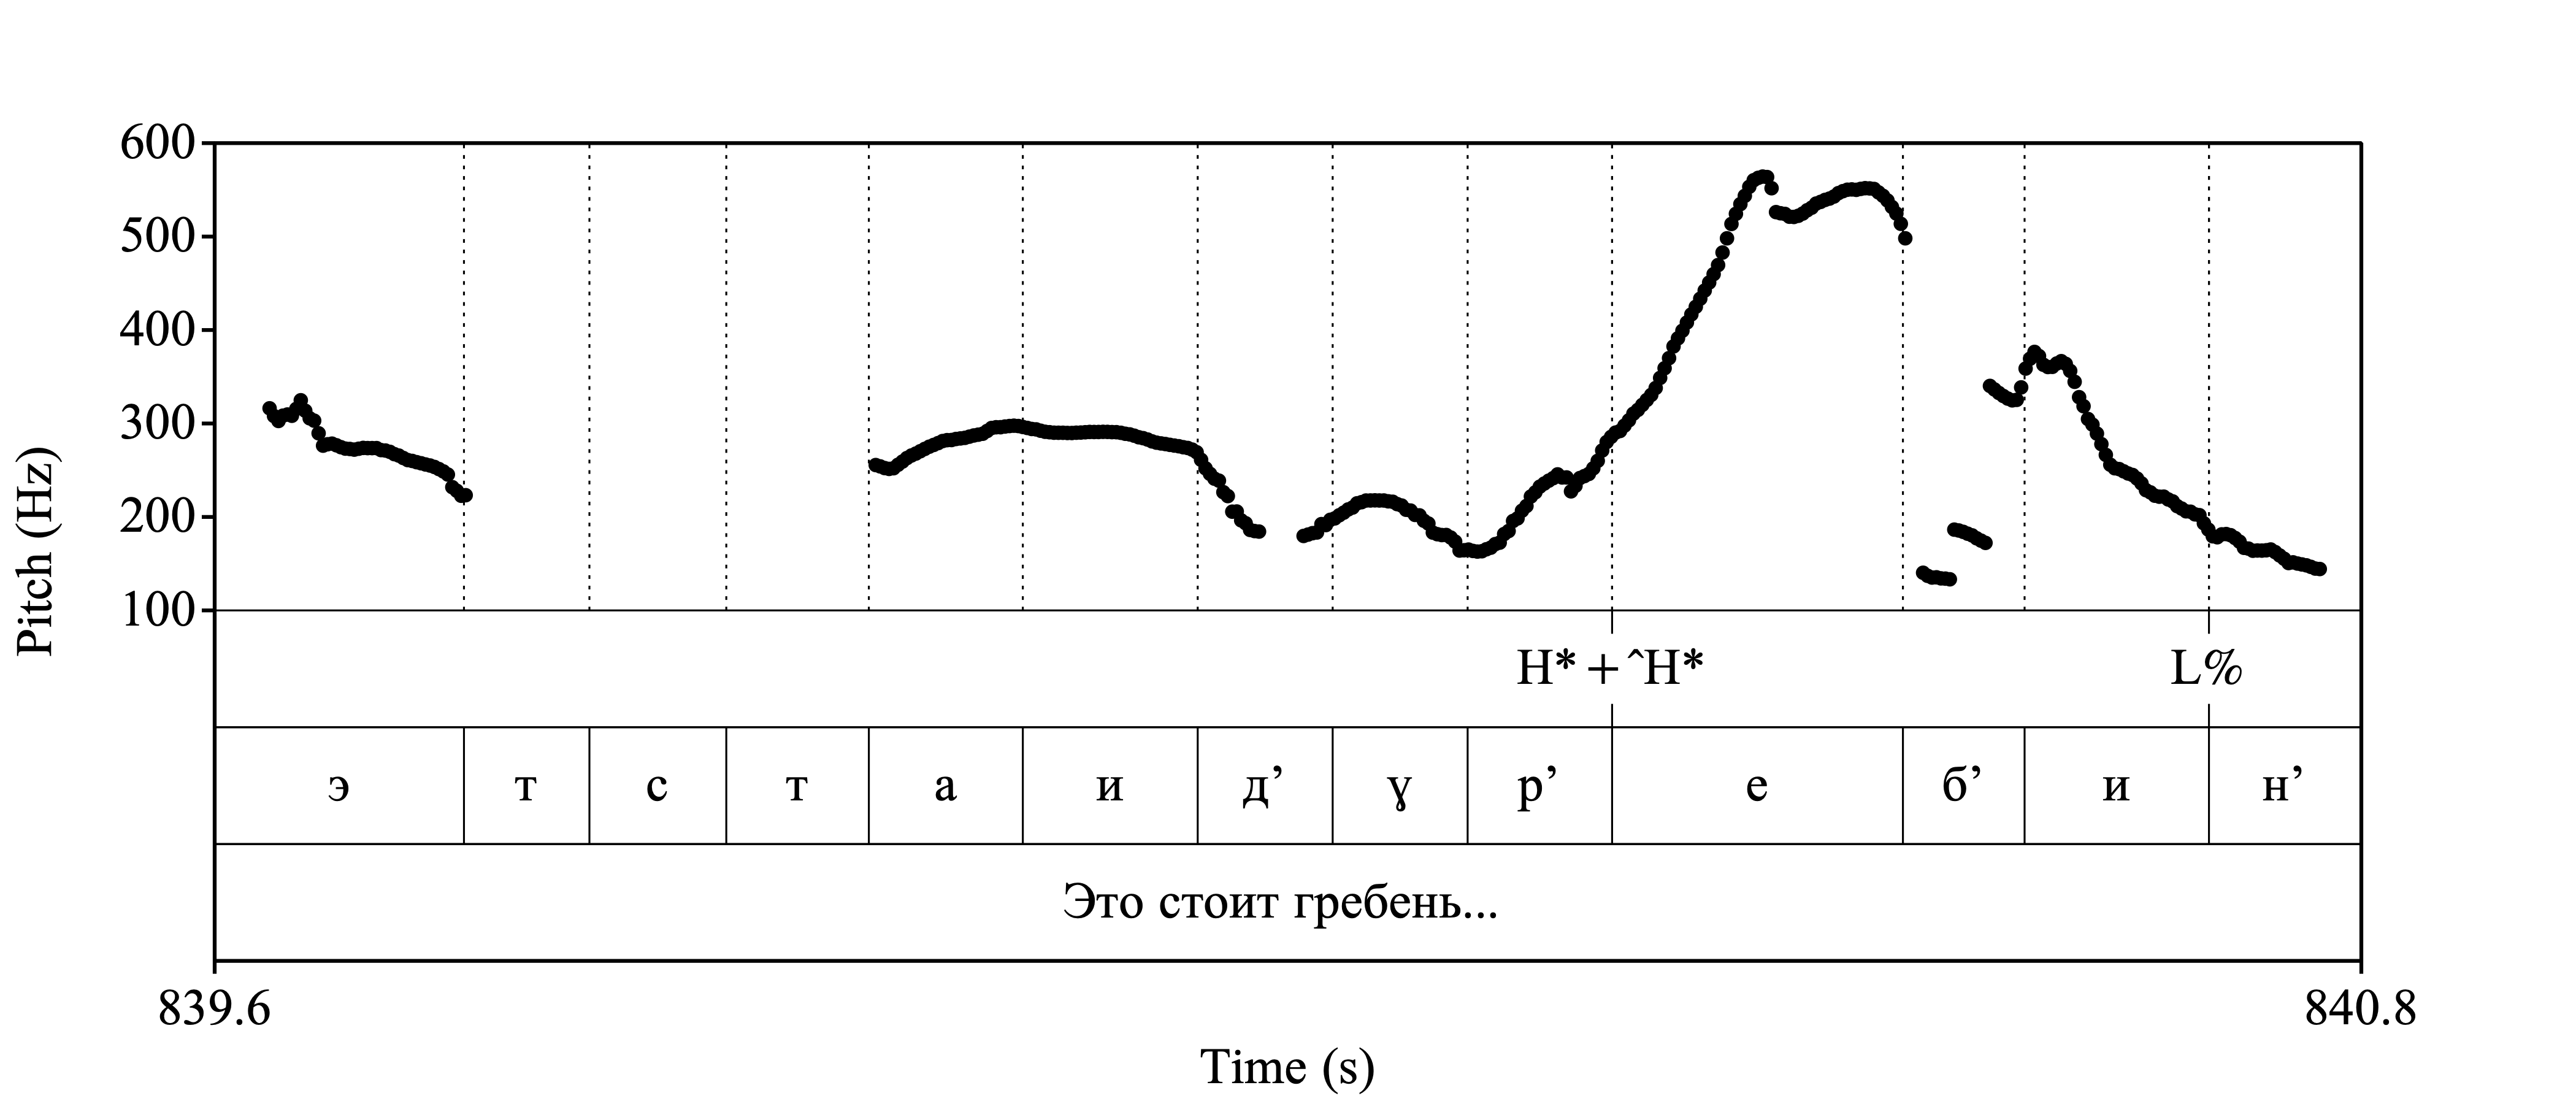 600
500
400
300
200
100
Pitch (Hz)
H* + ˆH* L%
э т с т а и д’ ɣ р’ е б’ и н’
Это стоит гребень...
839.6 840.8
Time (s)